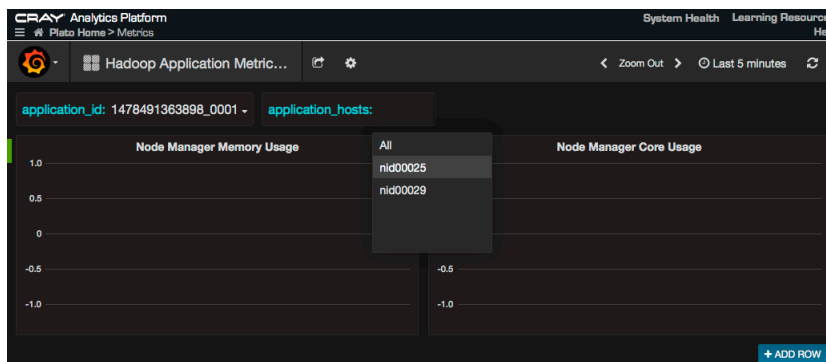 CRAY Analytics Platform
System Health Learning Resource
Plato Home > Metrics
He
Hadoop Application Metric...
Zoom Out
Last 5 minutes
application_id: 1478491363898_0001
application_hosts:
All
nid00025
nid00029
Node Manager Memory Usage
1.0
0.5
0
-0.5
-1.0
Node Manager Core Usage
-0.5
-1.0
+ ADD ROW